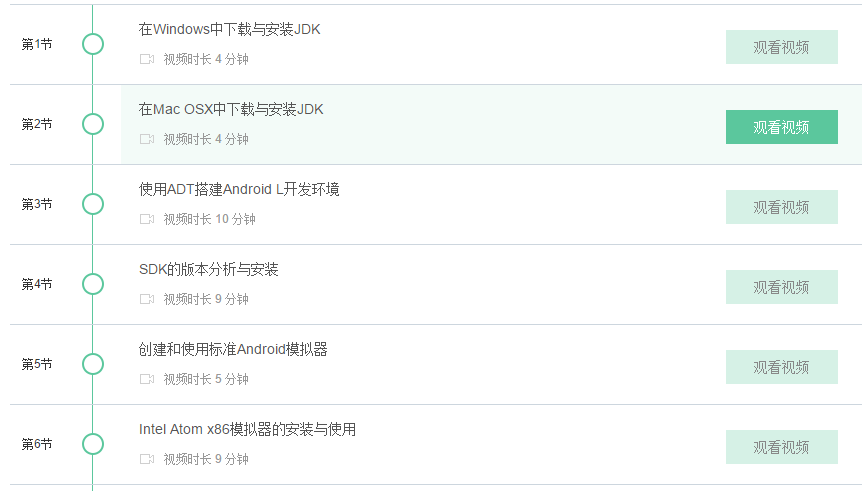 第1节
在Windows中下载与安装JDK
视频时长 4 分钟
观看视频
第2节
在Mac OSX中下载与安装JDK
视频时长 4 分钟
观看视频
第3节
使用ADT搭建Android L开发环境
视频时长 10 分钟
观看视频
第4节
SDK的版本分析与安装
视频时长 9 分钟
观看视频
第5节
创建和使用标准Android模拟器
视频时长 5 分钟
观看视频
第6节
Intel Atom x86模拟器的安装与使用
视频时长 9 分钟
观看视频